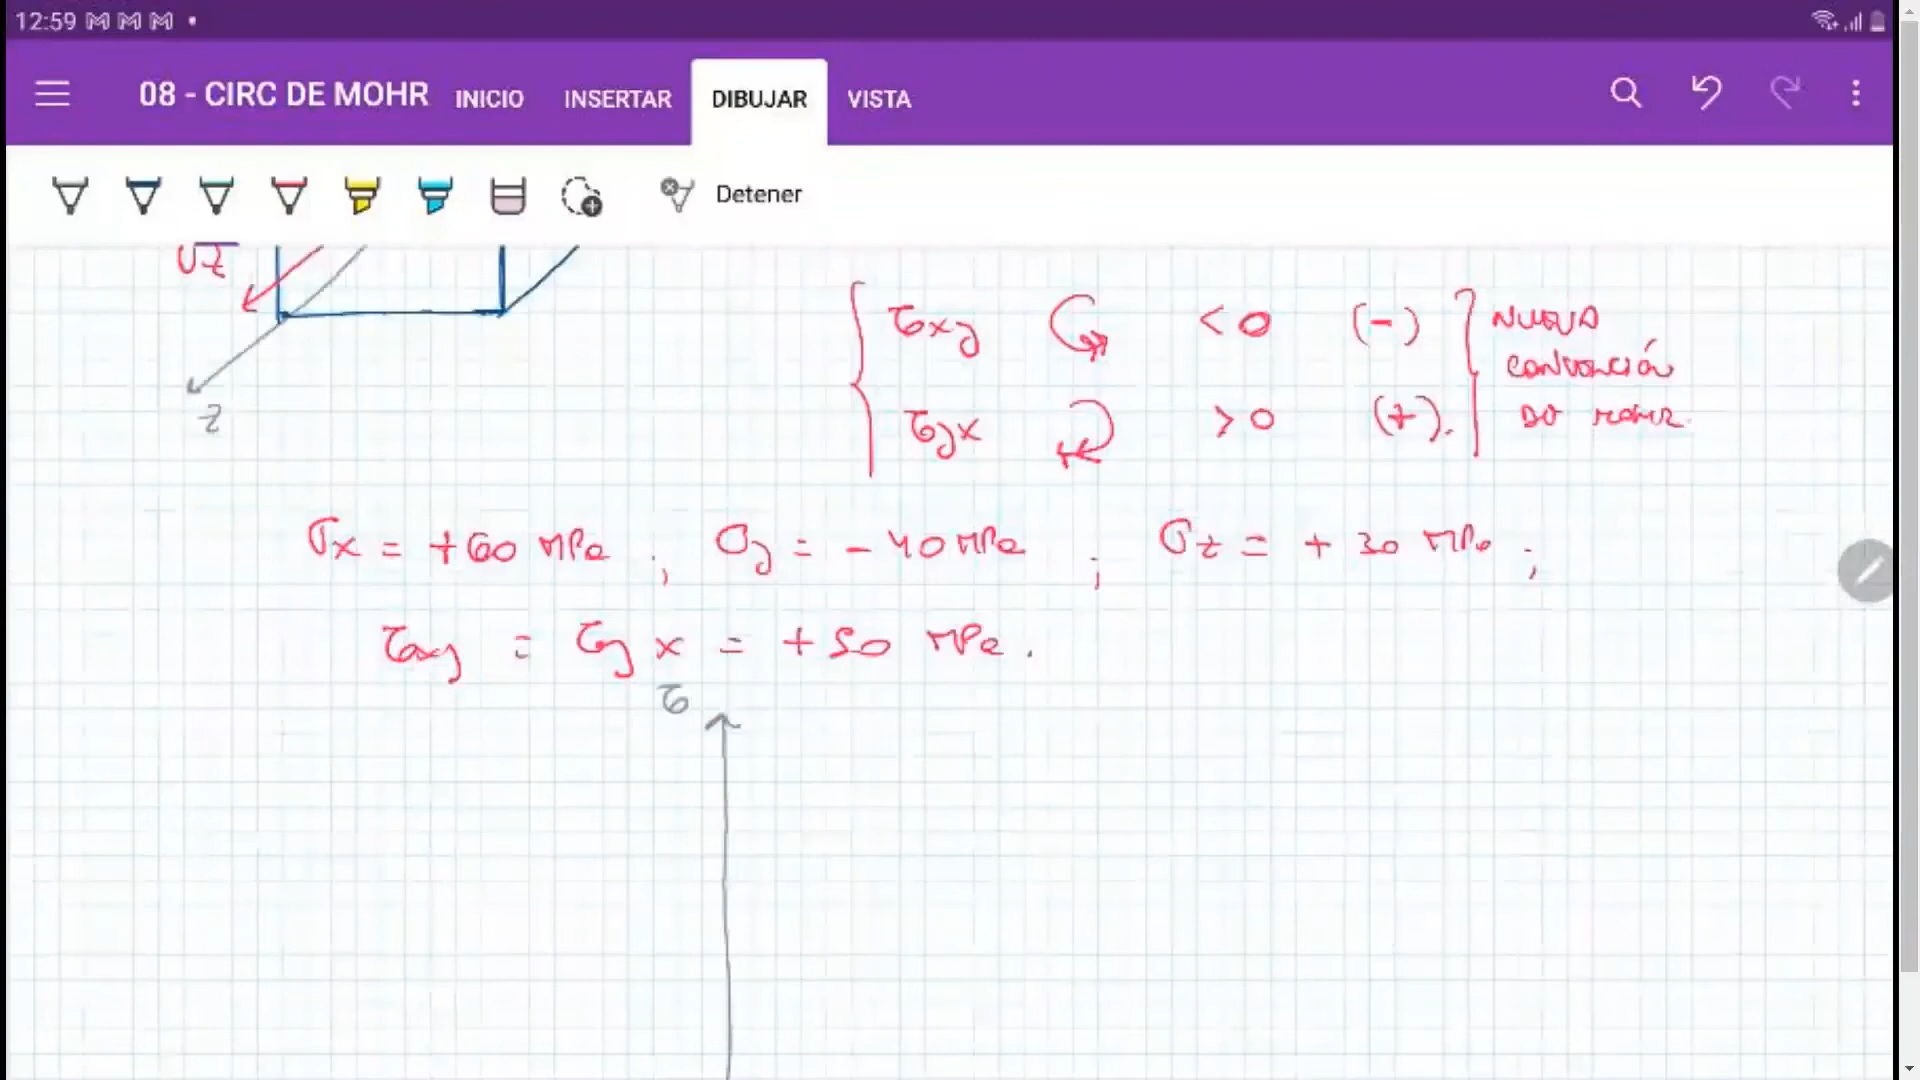 12:59
08 - CIRC DE MOHR INICIO INSERTAR DIBUJAR VISTA
Detener
σz
z
τxy < 0 (-) NUEVA
convención
τyx > 0 (+). DE MOHR.
σx = +60 MPa ; σy = - 40 MPa ; σz = + 30 MPa ;
τxy = τyx = +50 MPa.
τ